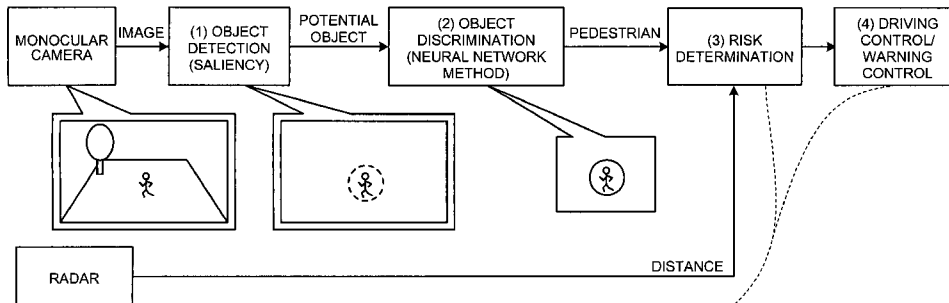 MONOCULAR
CAMERA
IMAGE
(1) OBJECT
DETECTION
(SALIENCY)
POTENTIAL
OBJECT
(2) OBJECT
DISCRIMINATION
(NEURAL NETWORK
METHOD)
PEDESTRIAN
(3) RISK
DETERMINATION
(4) DRIVING
CONTROL/
WARNING
CONTROL
RADAR
DISTANCE